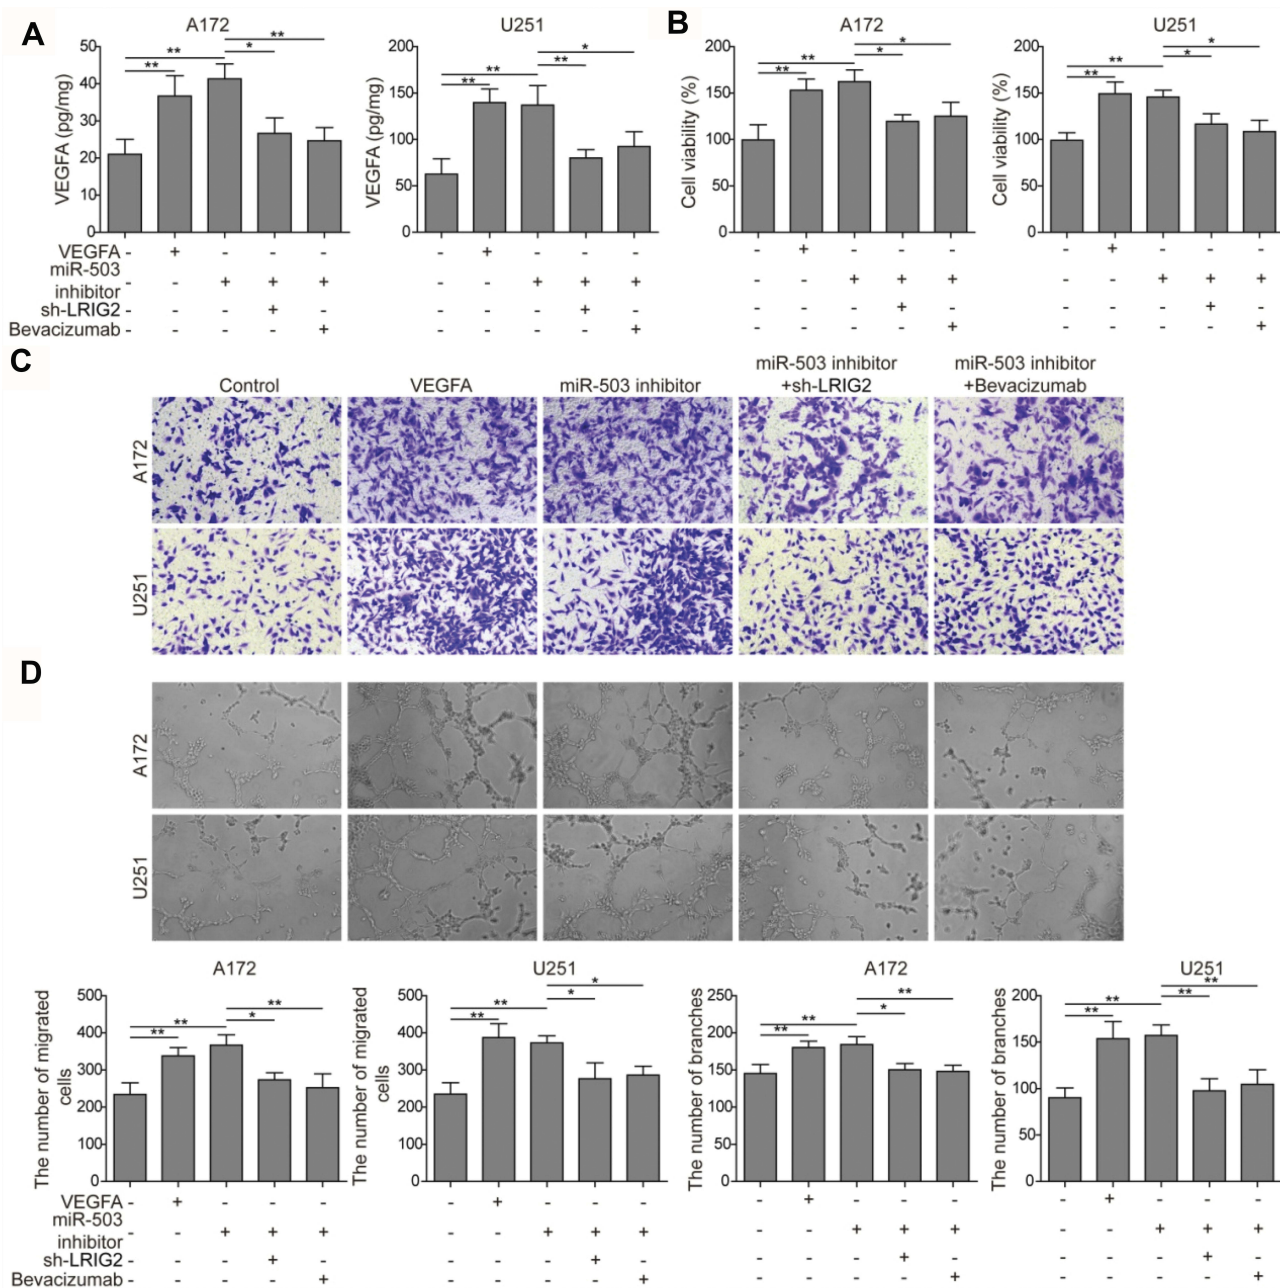 A
A172
U251
B
A172
U251
** ** * **
** ** ** *
** ** * *
** ** * *
VEGFA (pg/mg)
50
40
30
20
10
0
VEGFA (pg/mg)
200
150
100
50
0
Cell viability (%)
200
150
100
50
0
Cell viability (%)
200
150
100
50
0
VEGFA - + - - -
- + - - -
- + - - -
- + - - -
miR-503
inhibitor - - + + +
- - + + +
- - + + +
- - + + +
sh-LRIG2 - - - + -
- - - + -
- - - + -
- - - + -
Bevacizumab - - - - +
- - - - +
- - - - +
- - - - +
C
Control
VEGFA
miR-503 inhibitor
miR-503 inhibitor
+sh-LRIG2
miR-503 inhibitor
+Bevacizumab
A172
U251
D
A172
U251
A172
U251
A172
U251
** ** * **
** ** * *
** ** * **
** ** ** **
The number of migrated
cells
500
400
300
200
100
0
The number of migrated
cells
500
400
300
200
100
0
The number of branches
250
200
150
100
50
0
The number of branches
200
150
100
50
0
VEGFA - + - - -
- + - - -
- + - - -
- + - - -
miR-503
inhibitor - - + + +
- - + + +
- - + + +
- - + + +
sh-LRIG2 - - - + -
- - - + -
- - - + -
- - - + -
Bevacizumab - - - - +
- - - - +
- - - - +
- - - - +